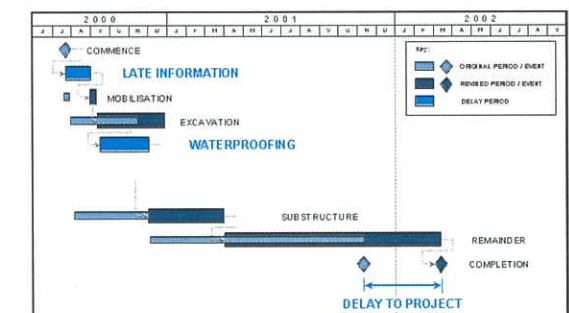 2000 2001 2002
COMMENCE
Key:
ORIGINAL PERIOD / EVENT
REVISED PERIOD / EVENT
DELAY PERIOD
LATE INFORMATION
MOBILISATION
EXCAVATION
WATERPROOFING
SUBSTRUCTURE
REMAINDER
COMPLETION
DELAY TO PROJECT